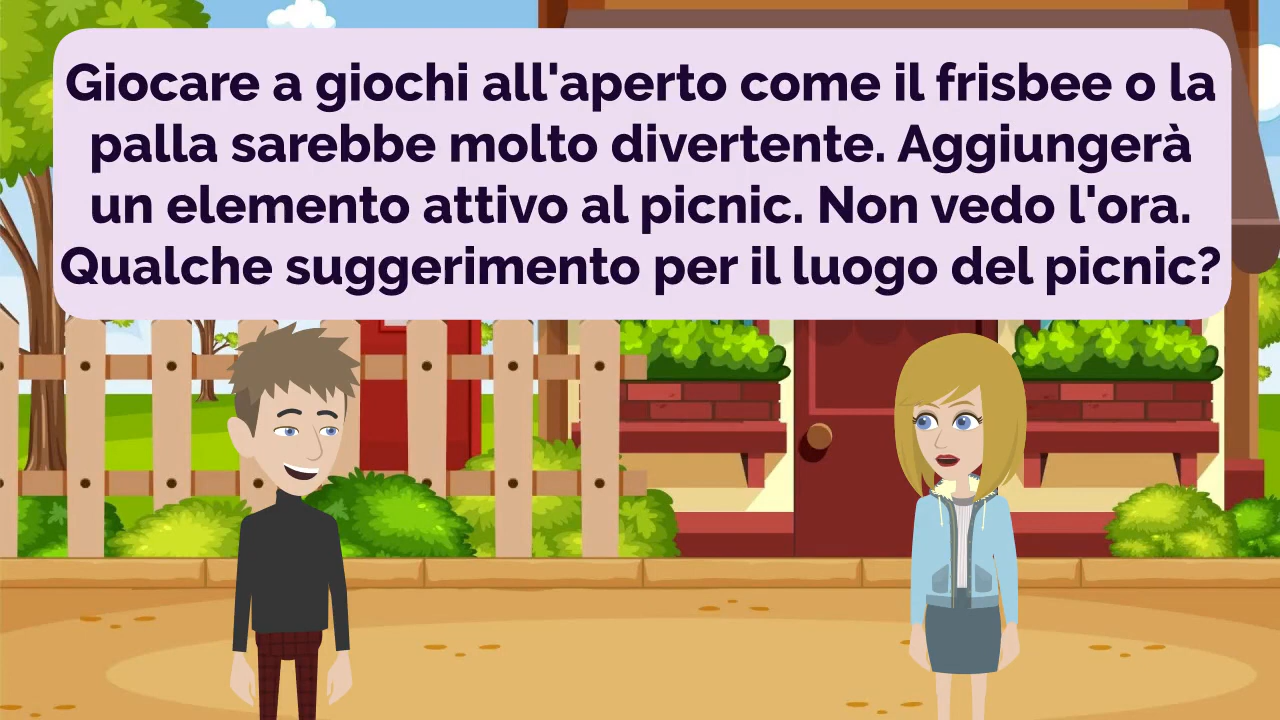 Giocare a giochi all'aperto come il frisbee o la
palla sarebbe molto divertente. Aggiungerà
un elemento attivo al picnic. Non vedo l'ora.
Qualche suggerimento per il luogo del picnic?